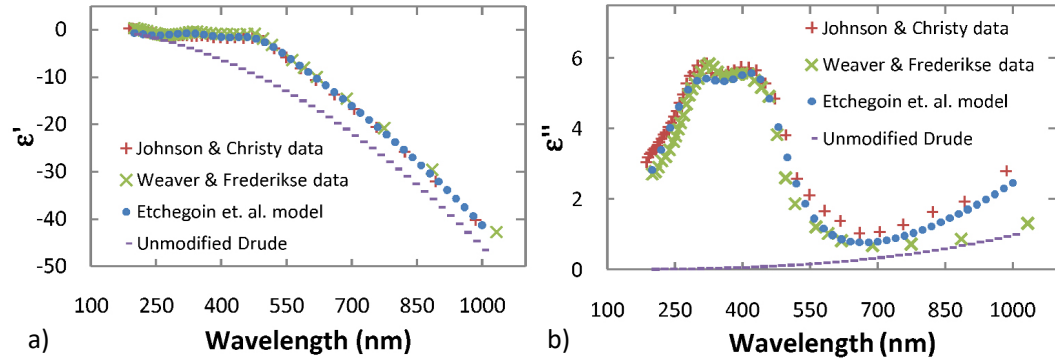 0
-10
-20
-30
-40
-50
ε'
Johnson & Christy data
Weaver & Frederikse data
Etchegoin et. al. model
Unmodified Drude
100 250 400 550 700 850 1000
Wavelength (nm)
a)
6
4
2
0
ε''
Johnson & Christy data
Weaver & Frederikse data
Etchegoin et. al. model
Unmodified Drude
100 250 400 550 700 850 1000
Wavelength (nm)
b)